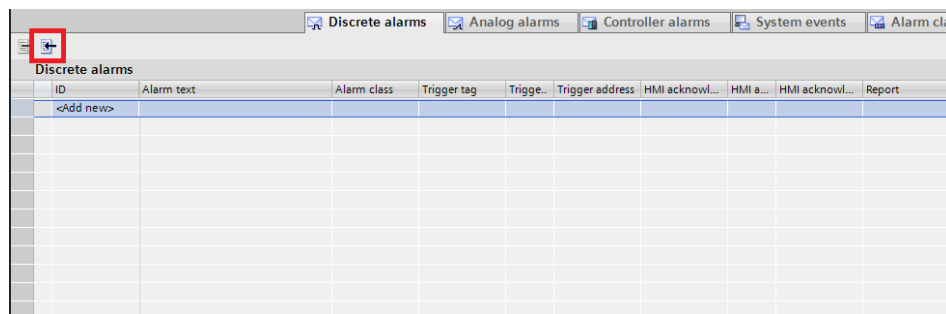 Discrete alarms Analog alarms Controller alarms System events Alarm cla
Discrete alarms
ID Alarm text Alarm class Trigger tag Trigge.. Trigger address HMI acknowl... HMI a... HMI acknowl... Report
<Add new>